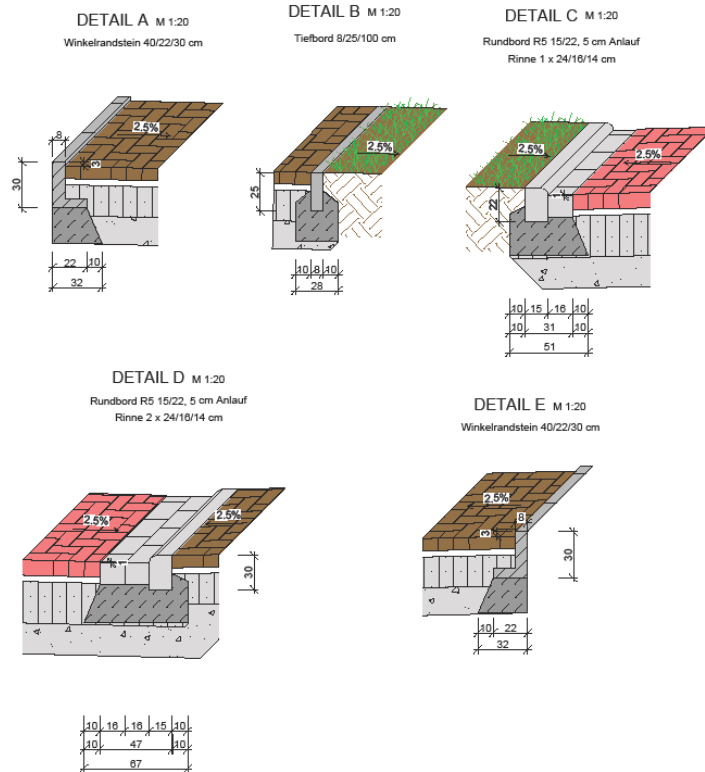 DETAIL A M 1:20
Winkelrandstein 40/22/30 cm
8
2.5%
3
30
22 10
32
DETAIL B M 1:20
Tiefbord 8/25/100 cm
2.5%
25
10 8 10
28
DETAIL C M 1:20
Rundbord R5 15/22, 5 cm Anlauf
Rinne 1 x 24/16/14 cm
2.5%
2.5%
1
22
10 15 16 10
10 31 10
51
DETAIL D M 1:20
Rundbord R5 15/22, 5 cm Anlauf
Rinne 2 x 24/16/14 cm
2.5%
2.5%
1
30
10 16 16 15 10
10 47 10
67
DETAIL E M 1:20
Winkelrandstein 40/22/30 cm
2.5%
8
3
30
10 22
32